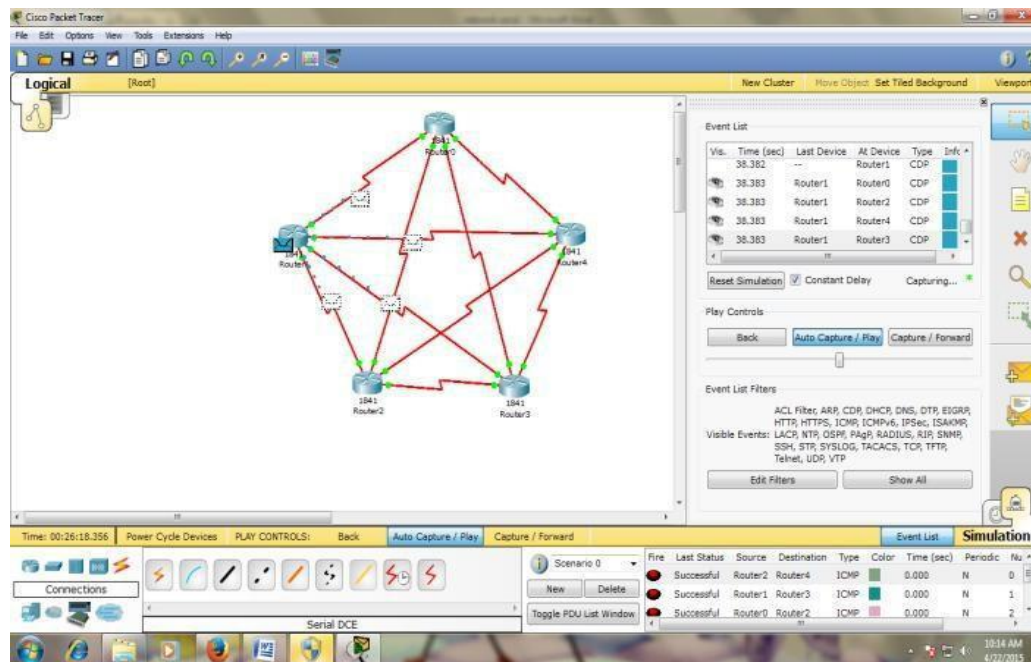 Cisco Packet Tracer
File Edit Options View Tools Extensions Help
Logical [Root] New Cluster Move Object Set Tiled Background Viewport
1841
Router0
1841
1841
Router4
1841
Router2
1841
Router3
Event List
Vis. Time (sec) Last Device At Device Type Info
38.382 -- Router1 CDP
38.383 Router1 Router0 CDP
38.383 Router1 Router2 CDP
38.383 Router1 Router4 CDP
38.383 Router1 Router3 CDP
Reset Simulation Constant Delay Capturing...
Play Controls
Back Auto Capture / Play Capture / Forward
Event List Filters
Visible Events:
ACL Filter, ARP, CDP, DHCP, DNS, DTP, EIGRP,
HTTP, HTTPS, ICMP, ICMPv6, IPSec, ISAKMP,
LACP, NTP, OSPF, PAgP, RADIUS, RIP, SNMP,
SSH, STP, SYSLOG, TACACS, TCP, TFTP,
Telnet, UDP, VTP
Edit Filters Show All
Time: 00:26:18.356 Power Cycle Devices PLAY CONTROLS: Back Auto Capture / Play Capture / Forward Event List Simulation
Connections
Serial DCE
Scenario 0
New Delete
Toggle PDU List Window
Fire Last Status Source Destination Type Color Time (sec) Periodic Nu
Successful Router2 Router4 ICMP 0.000 N 0
Successful Router1 Router3 ICMP 0.000 N 1
Successful Router0 Router2 ICMP 0.000 N 2
10:14 AM
4/22/2015